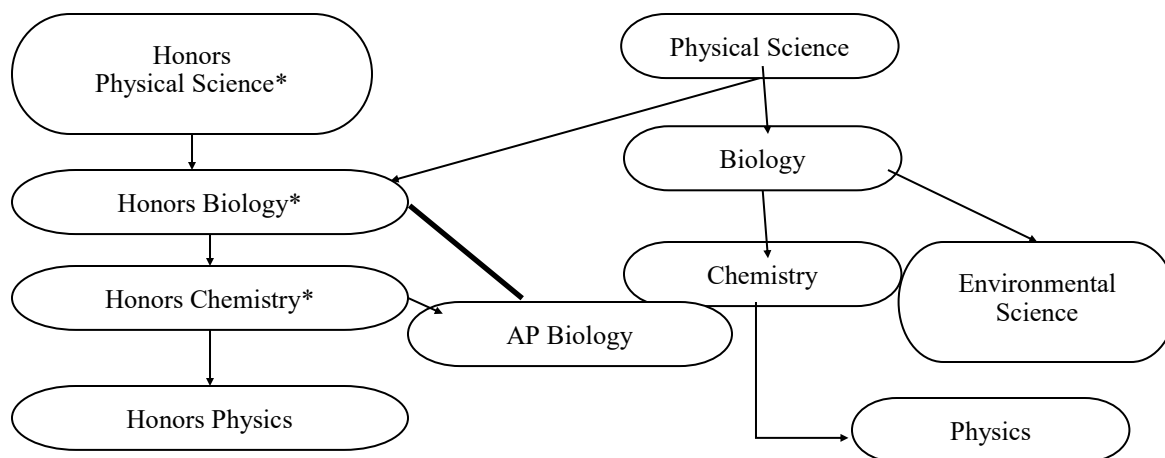 Honors
Physical Science*
Physical Science
Biology
Honors Biology*
Chemistry
Environmental
Science
Honors Chemistry*
AP Biology
Honors Physics
Physics